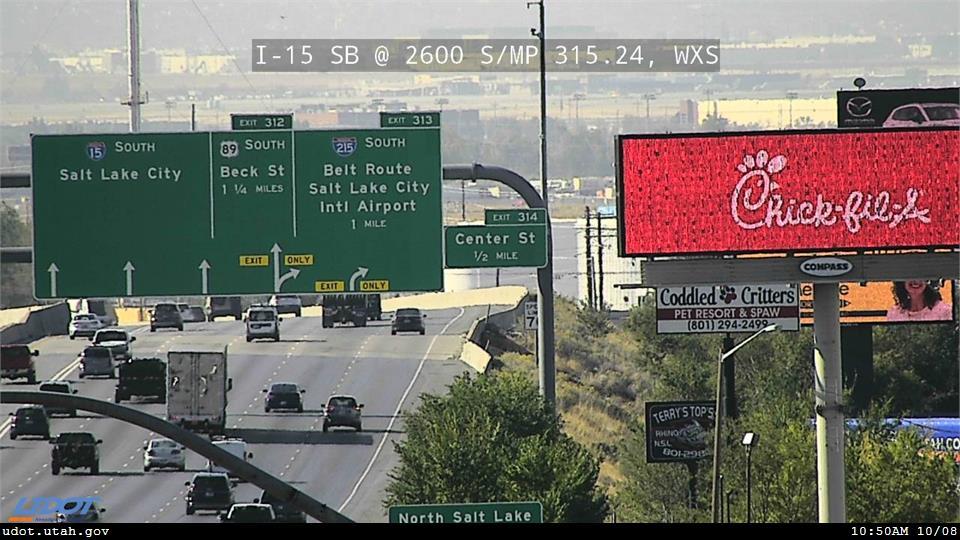 I-15 SB @ 2600 S/MP 315.24, WXS
EXIT 312
EXIT 313
15 SOUTH
Salt Lake City
89 SOUTH
Beck St
1 ¼ MILES
215 SOUTH
Belt Route
Salt Lake City
Intl Airport
1 MILE
EXIT ONLY
EXIT ONLY
EXIT 314
Center St
½ MILE
mazda
Chick-fil-A
COMPASS
Coddled Critters
PET RESORT & SPAW
(801) 294-2499
TERRY'S TOPS
RHINO
North Salt Lake
UDOT
udot.utah.gov
10:50AM 10/08